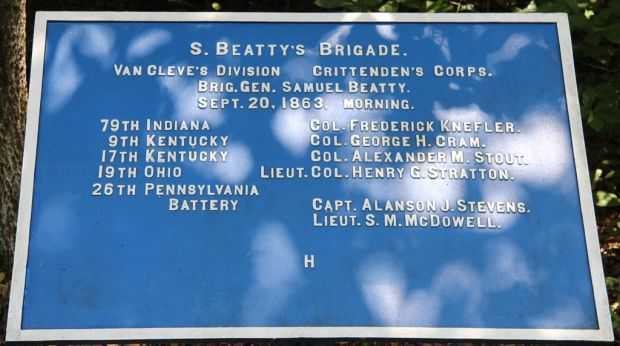 S. BEATTY'S BRIGADE.
VAN CLEVE'S DIVISION CRITTENDEN'S CORPS.
BRIG. GEN. SAMUEL BEATTY.
SEPT. 20, 1863, MORNING.
79TH INDIANA COL. FREDERICK KNEFLER.
9TH KENTUCKY COL. GEORGE H. CRAM.
17TH KENTUCKY COL. ALEXANDER M. STOUT.
19TH OHIO LIEUT. COL. HENRY G. STRATTON.
26TH PENNSYLVANIA
BATTERY CAPT. ALANSON J. STEVENS.
LIEUT. S. M. MCDOWELL.
H